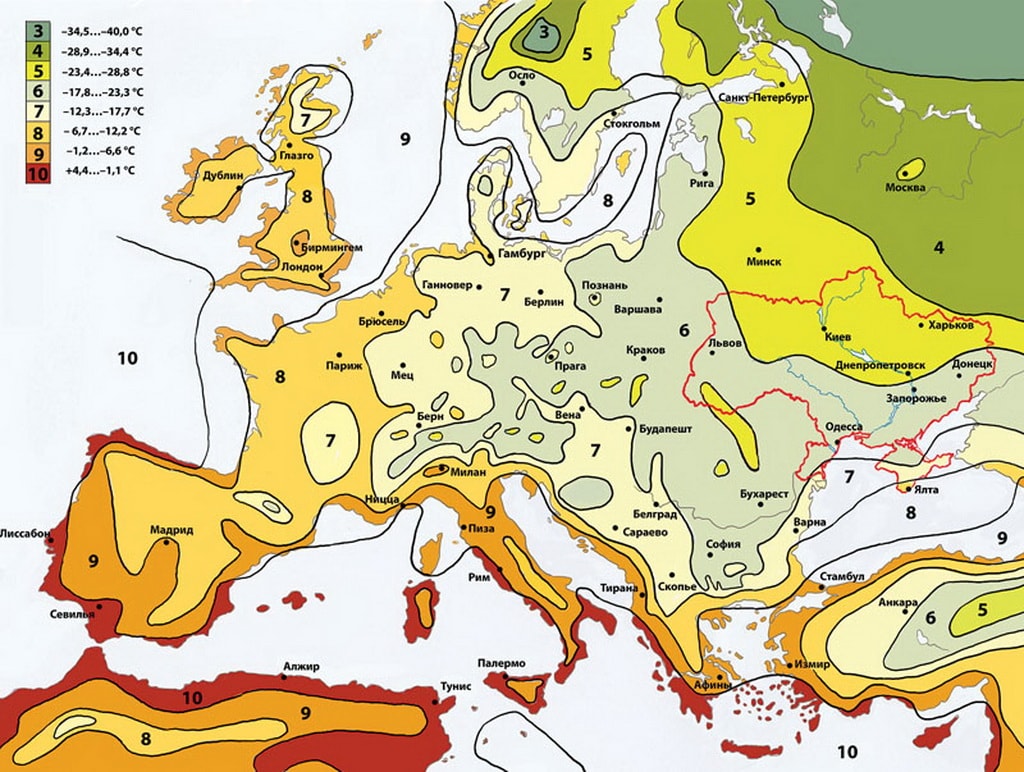 3 –34,5...–40,0 °C
4 –28,9...–34,4 °C
5 –23,4...–28,8 °C
6 –17,8...–23,3 °C
7 –12,3...–17,7 °C
8 – 6,7...–12,2 °C
9 –1,2...–6,6 °C
10 +4,4...–1,1 °C
3
5
Осло
Санкт-Петербург
7
Стокгольм
9
Глазго
Дублин
Рига
Москва
8
8
5
4
Бирмингем
Лондон
Гамбург
Минск
Ганновер
7
Берлин
Познань
Варшава
Брюсель
6
Киев
Харьков
10
Париж
Мец
Прага
Краков
Львов
Днепропетровск
Донецк
8
Запорожье
Берн
Вена
Будапешт
Одесса
7
7
Милан
7
Ницца
Бухарест
Ялта
9
Белград
8
Лиссабон
Мадрид
Пиза
Сараево
Варна
9
9
София
Рим
Тирана
Скопье
Стамбул
Севилья
Анкара
6
5
Алжир
Палермо
Измир
10
Тунис
Афины
9
8
10